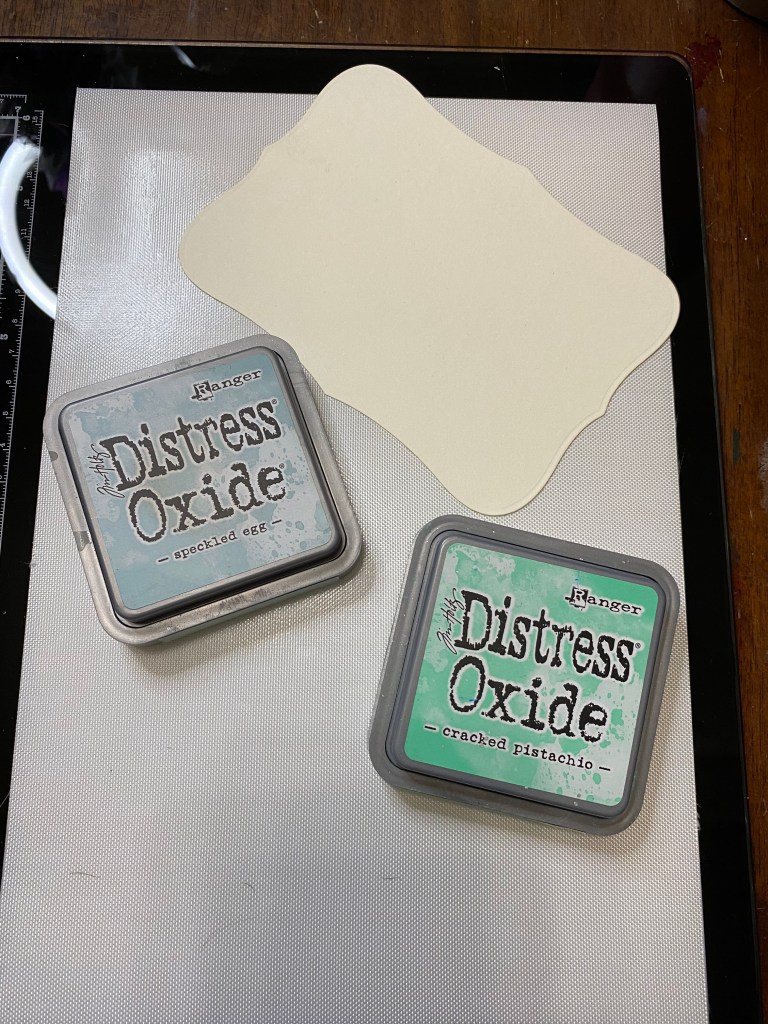 Ranger
Tim Holtz
Distress®
Oxide®
— speckled egg —
Ranger
Tim Holtz
Distress®
Oxide
— cracked pistachio —